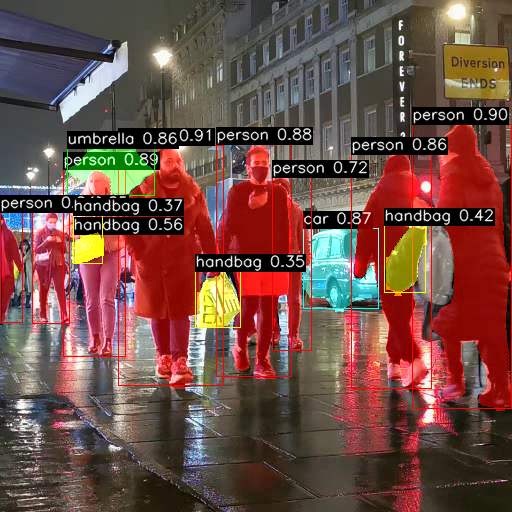 FOREVER 2
Diversion
ENDS
umbrella 0.86
0.91
person 0.88
person 0.90
person 0.89
person 0.86
person 0.72
person 0.
handbag 0.37
handbag 0.56
car 0.87
handbag 0.42
handbag 0.35